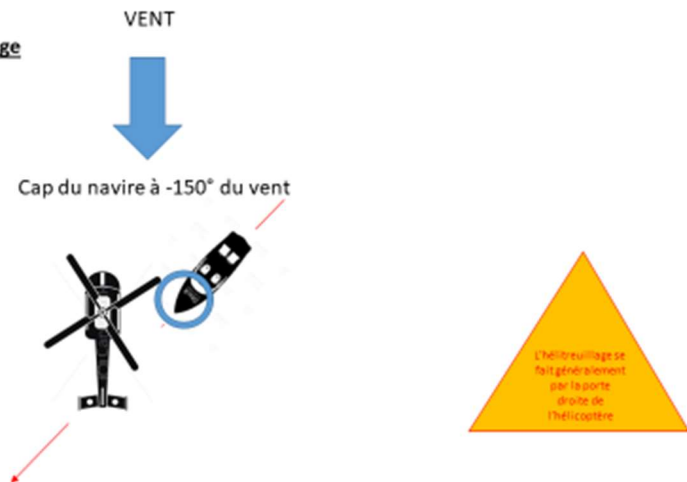 VENT
ge
Cap du navire à -150° du vent
L'hélitreuillage se
fait généralement
par la porte
droite de
l'hélicoptère